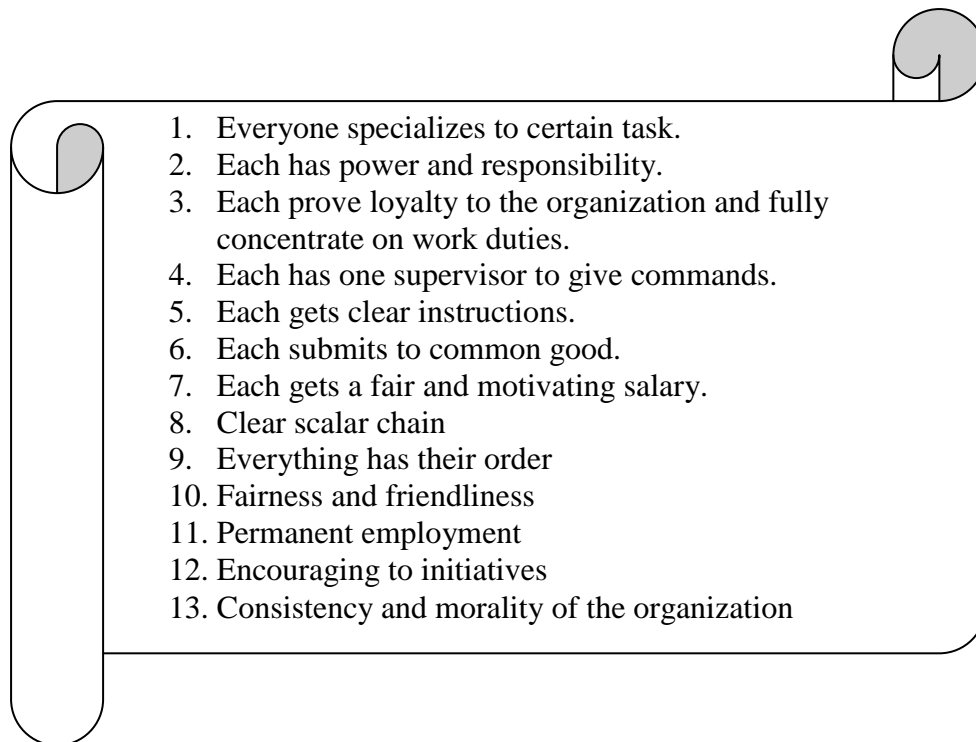 1. Everyone specializes to certain task.
2. Each has power and responsibility.
3. Each prove loyalty to the organization and fully
concentrate on work duties.
4. Each has one supervisor to give commands.
5. Each gets clear instructions.
6. Each submits to common good.
7. Each gets a fair and motivating salary.
8. Clear scalar chain
9. Everything has their order
10. Fairness and friendliness
11. Permanent employment
12. Encouraging to initiatives
13. Consistency and morality of the organization